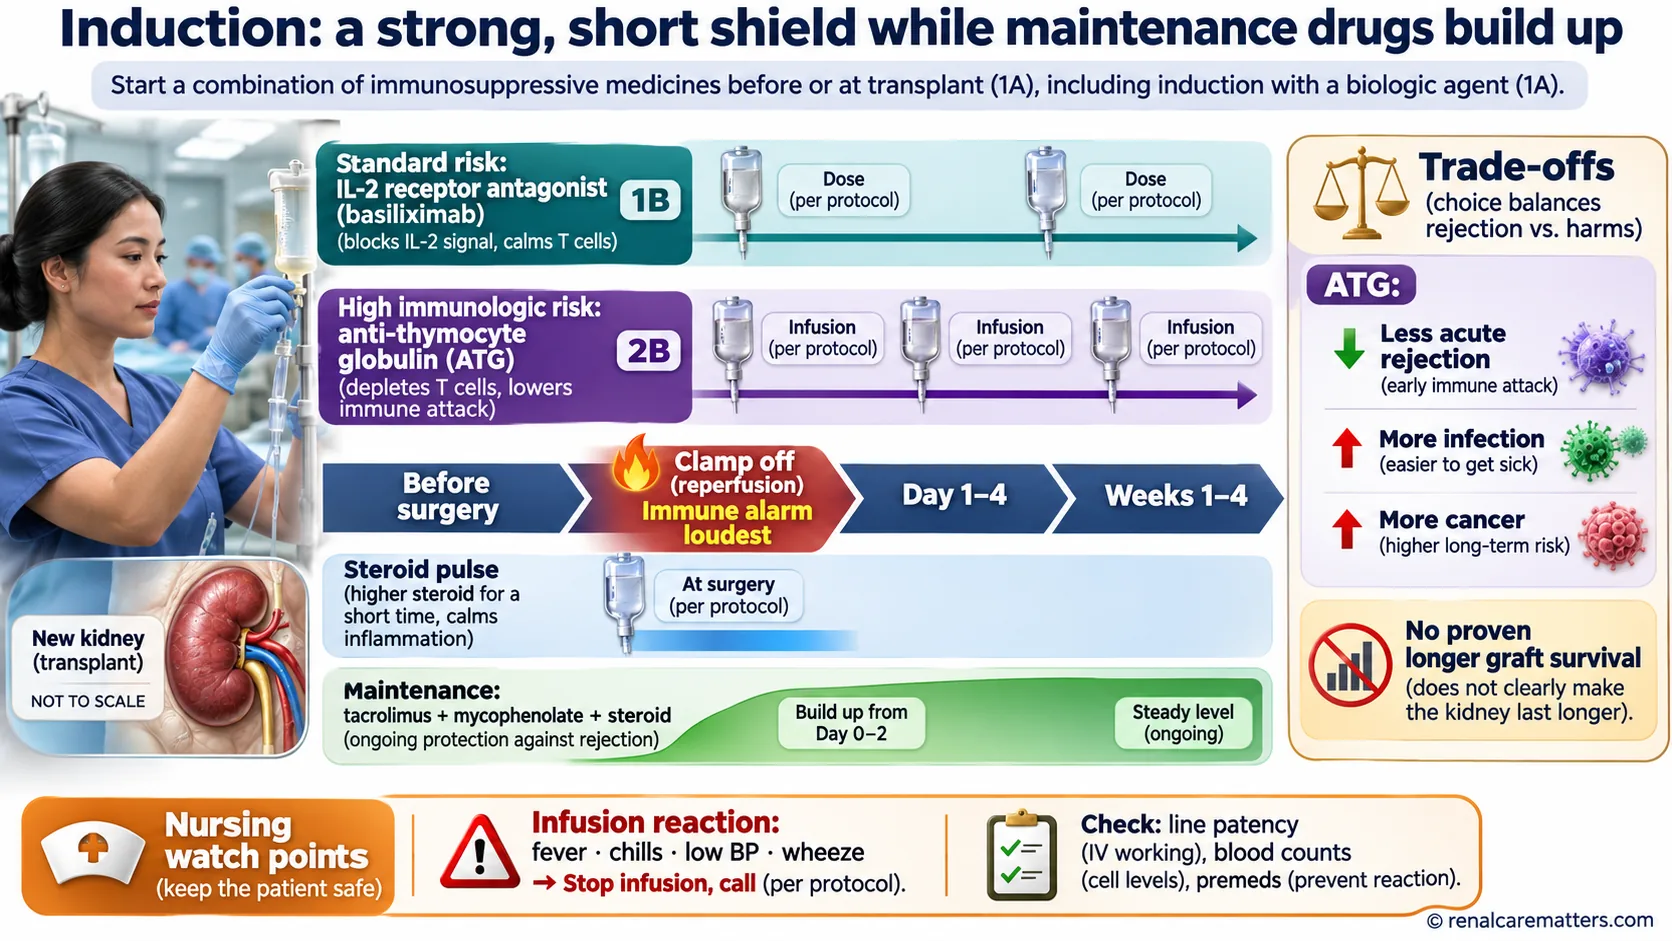 Induction: a strong, short shield while maintenance drugs build up
Start a combination of immunosuppressive medicines before or at transplant (1A), including induction with a biologic agent (1A).
Standard risk:
IL-2 receptor antagonist
(basiliximab)
(blocks IL-2 signal, calms T cells)
1B
Dose
(per protocol)
Dose
(per protocol)
High immunologic risk:
anti-thymocyte
globulin (ATG)
(depletes T cells, lowers
immune attack)
2B
Infusion
(per protocol)
Infusion
(per protocol)
Infusion
(per protocol)
Before
surgery
Clamp off
(reperfusion)
Immune alarm
loudest
Day 1–4
Weeks 1–4
Steroid pulse
(higher steroid for a
short time, calms
inflammation)
At surgery
(per protocol)
Maintenance:
tacrolimus + mycophenolate + steroid
(ongoing protection against rejection)
Build up from
Day 0–2
Steady level
(ongoing)
New kidney
(transplant)
NOT TO SCALE
Trade-offs
(choice balances
rejection vs. harms)
ATG:
Less acute
rejection
(early immune attack)
More infection
(easier to get sick)
More cancer
(higher long-term risk)
No proven
longer graft survival
(does not clearly make
the kidney last longer).
Nursing
watch points
(keep the patient safe)
Infusion reaction:
fever · chills · low BP · wheeze
→ Stop infusion, call (per protocol).
Check: line patency
(IV working), blood counts
(cell levels), premeds (prevent reaction).
© renalcarematters.com